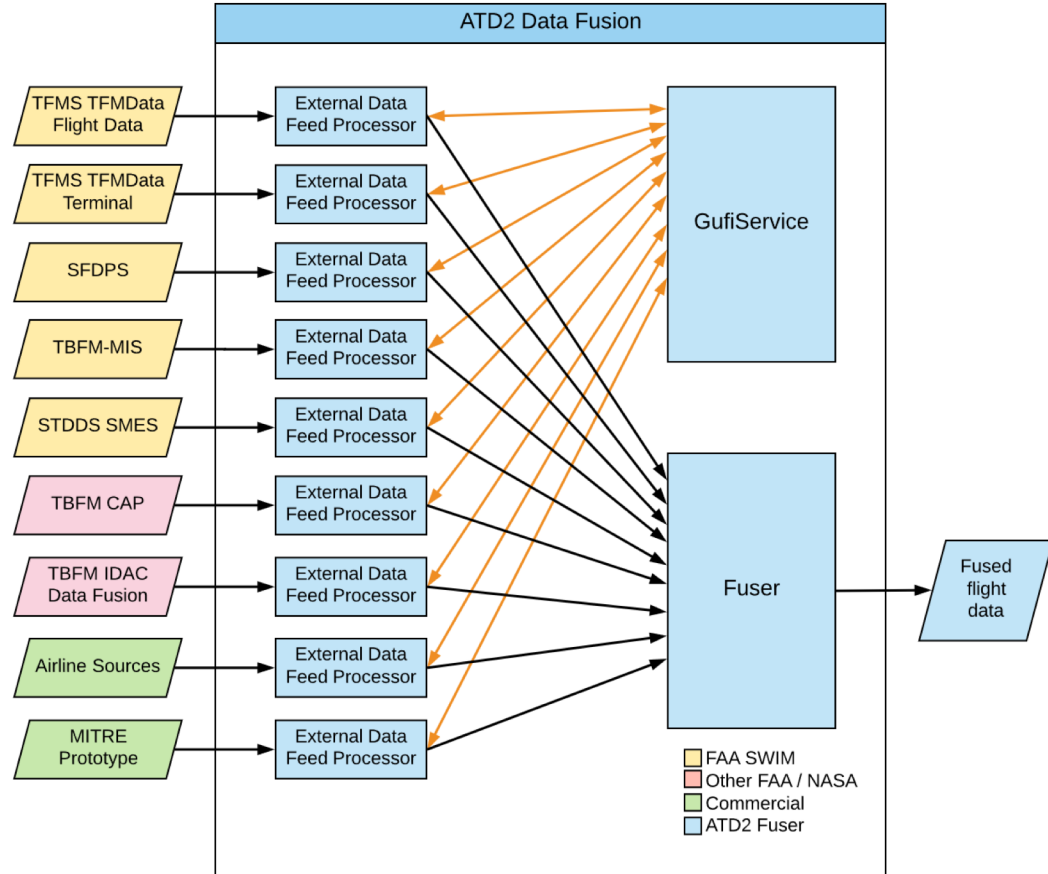 ATD2 Data Fusion
TFMS TFMData
Flight Data
External Data
Feed Processor
TFMS TFMData
Terminal
External Data
Feed Processor
GufiService
SFDPS
External Data
Feed Processor
TBFM-MIS
External Data
Feed Processor
STDDS SMES
External Data
Feed Processor
TBFM CAP
External Data
Feed Processor
TBFM IDAC
Data Fusion
External Data
Feed Processor
Fuser
Fused
flight
data
Airline Sources
External Data
Feed Processor
MITRE
Prototype
External Data
Feed Processor
FAA SWIM
Other FAA / NASA
Commercial
ATD2 Fuser